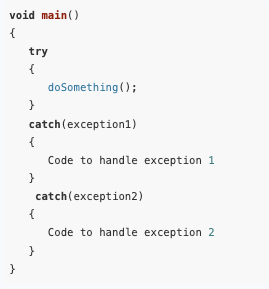 void main()
{
   try
   {
      doSomething();
   }
   catch(exception1)
   {
      Code to handle exception 1
   }
    catch(exception2)
   {
      Code to handle exception 2
   }
}